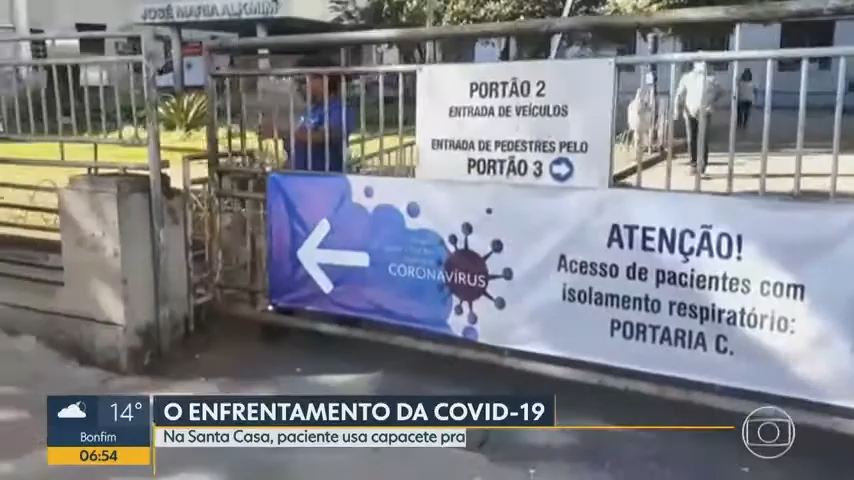 JOSÉ MARIA ALKMIM
PORTÃO 2
ENTRADA DE VEÍCULOS
ENTRADA DE PEDESTRES PELO
PORTÃO 3
CORONAVÍRUS
ATENÇÃO!
Acesso de pacientes com
isolamento respiratório:
PORTARIA C.
14°
Bonfim
06:54
O ENFRENTAMENTO DA COVID-19
Na Santa Casa, paciente usa capacete pra